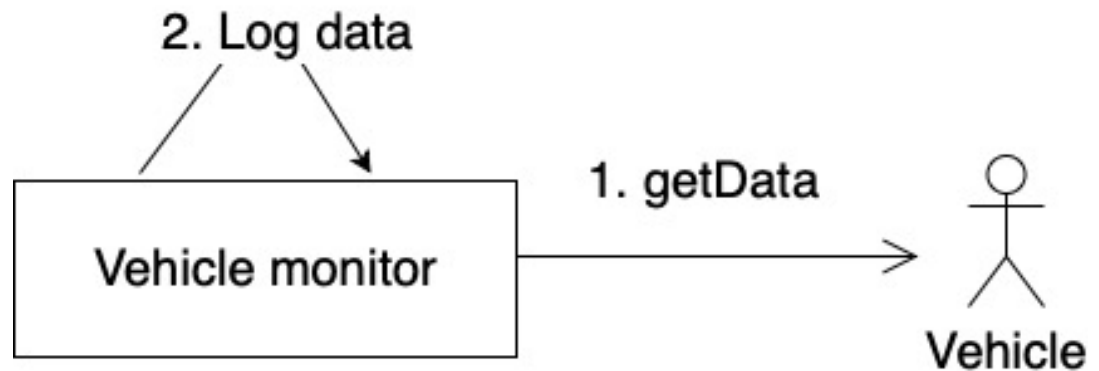 2. Log data
1. getData
Vehicle monitor
Vehicle